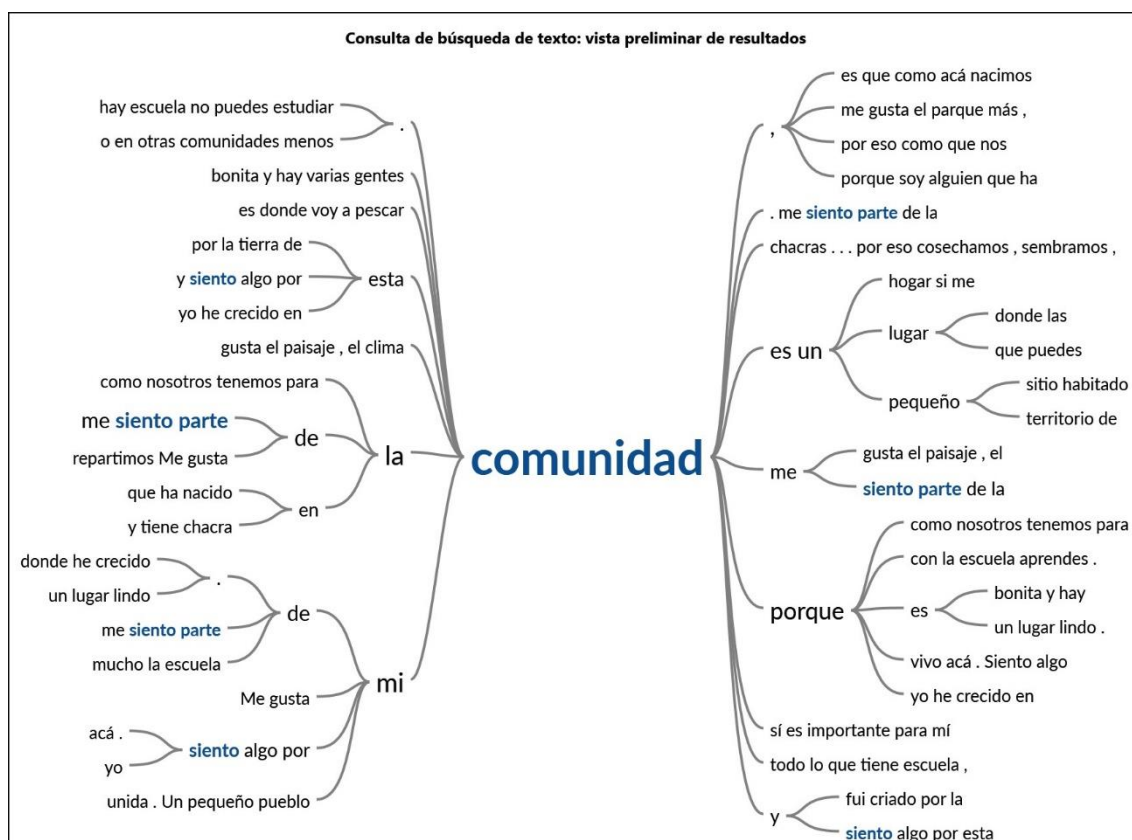 Consulta de búsqueda de texto: vista preliminar de resultados
hay escuela no puedes estudiar
o en otras comunidades menos
.
bonita y hay varias gentes
es donde voy a pescar
por la tierra de
y siento algo por
yo he crecido en
esta
gusta el paisaje , el clima
como nosotros tenemos para
me siento parte
repartimos Me gusta
de
que ha nacido
y tiene chacra
en
la
donde he crecido
un lugar lindo
.
me siento parte
mucho la escuela
de
Me gusta
acá .
yo
siento algo por
unida . Un pequeño pueblo
mi
comunidad
,
es que como acá nacimos
me gusta el parque más ,
por eso como que nos
porque soy alguien que ha
. me siento parte de la
chacras . . . por eso cosechamos , sembramos ,
es un
hogar si me
lugar
donde las
que puedes
pequeño
sitio habitado
territorio de
me
gusta el paisaje , el
siento parte de la
porque
como nosotros tenemos para
con la escuela aprendes .
es
bonita y hay
un lugar lindo .
vivo acá . Siento algo
yo he crecido en
sí es importante para mí
todo lo que tiene escuela ,
y
fui criado por la
siento algo por esta